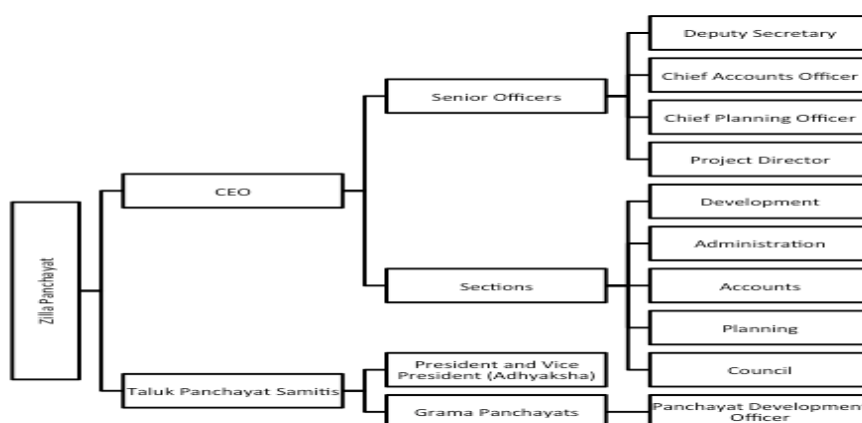 Zilla Panchayat
CEO
Senior Officers
Deputy Secretary
Chief Accounts Officer
Chief Planning Officer
Project Director
Sections
Development
Administration
Accounts
Planning
Council
Taluk Panchayat Samitis
President and Vice
President (Adhyaksha)
Grama Panchayats
Panchayat Development
Officer